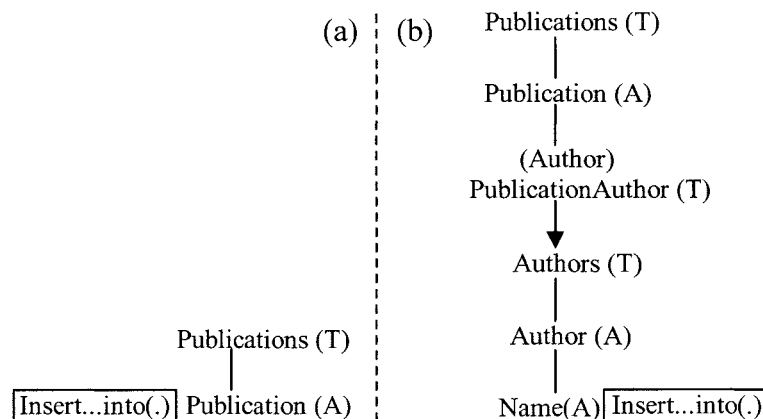 (a)
Publications (T)
Insert...into(.) Publication (A)
(b)
Publications (T)
Publication (A)
(Author)
PublicationAuthor (T)
Authors (T)
Author (A)
Name(A) Insert...into(.)